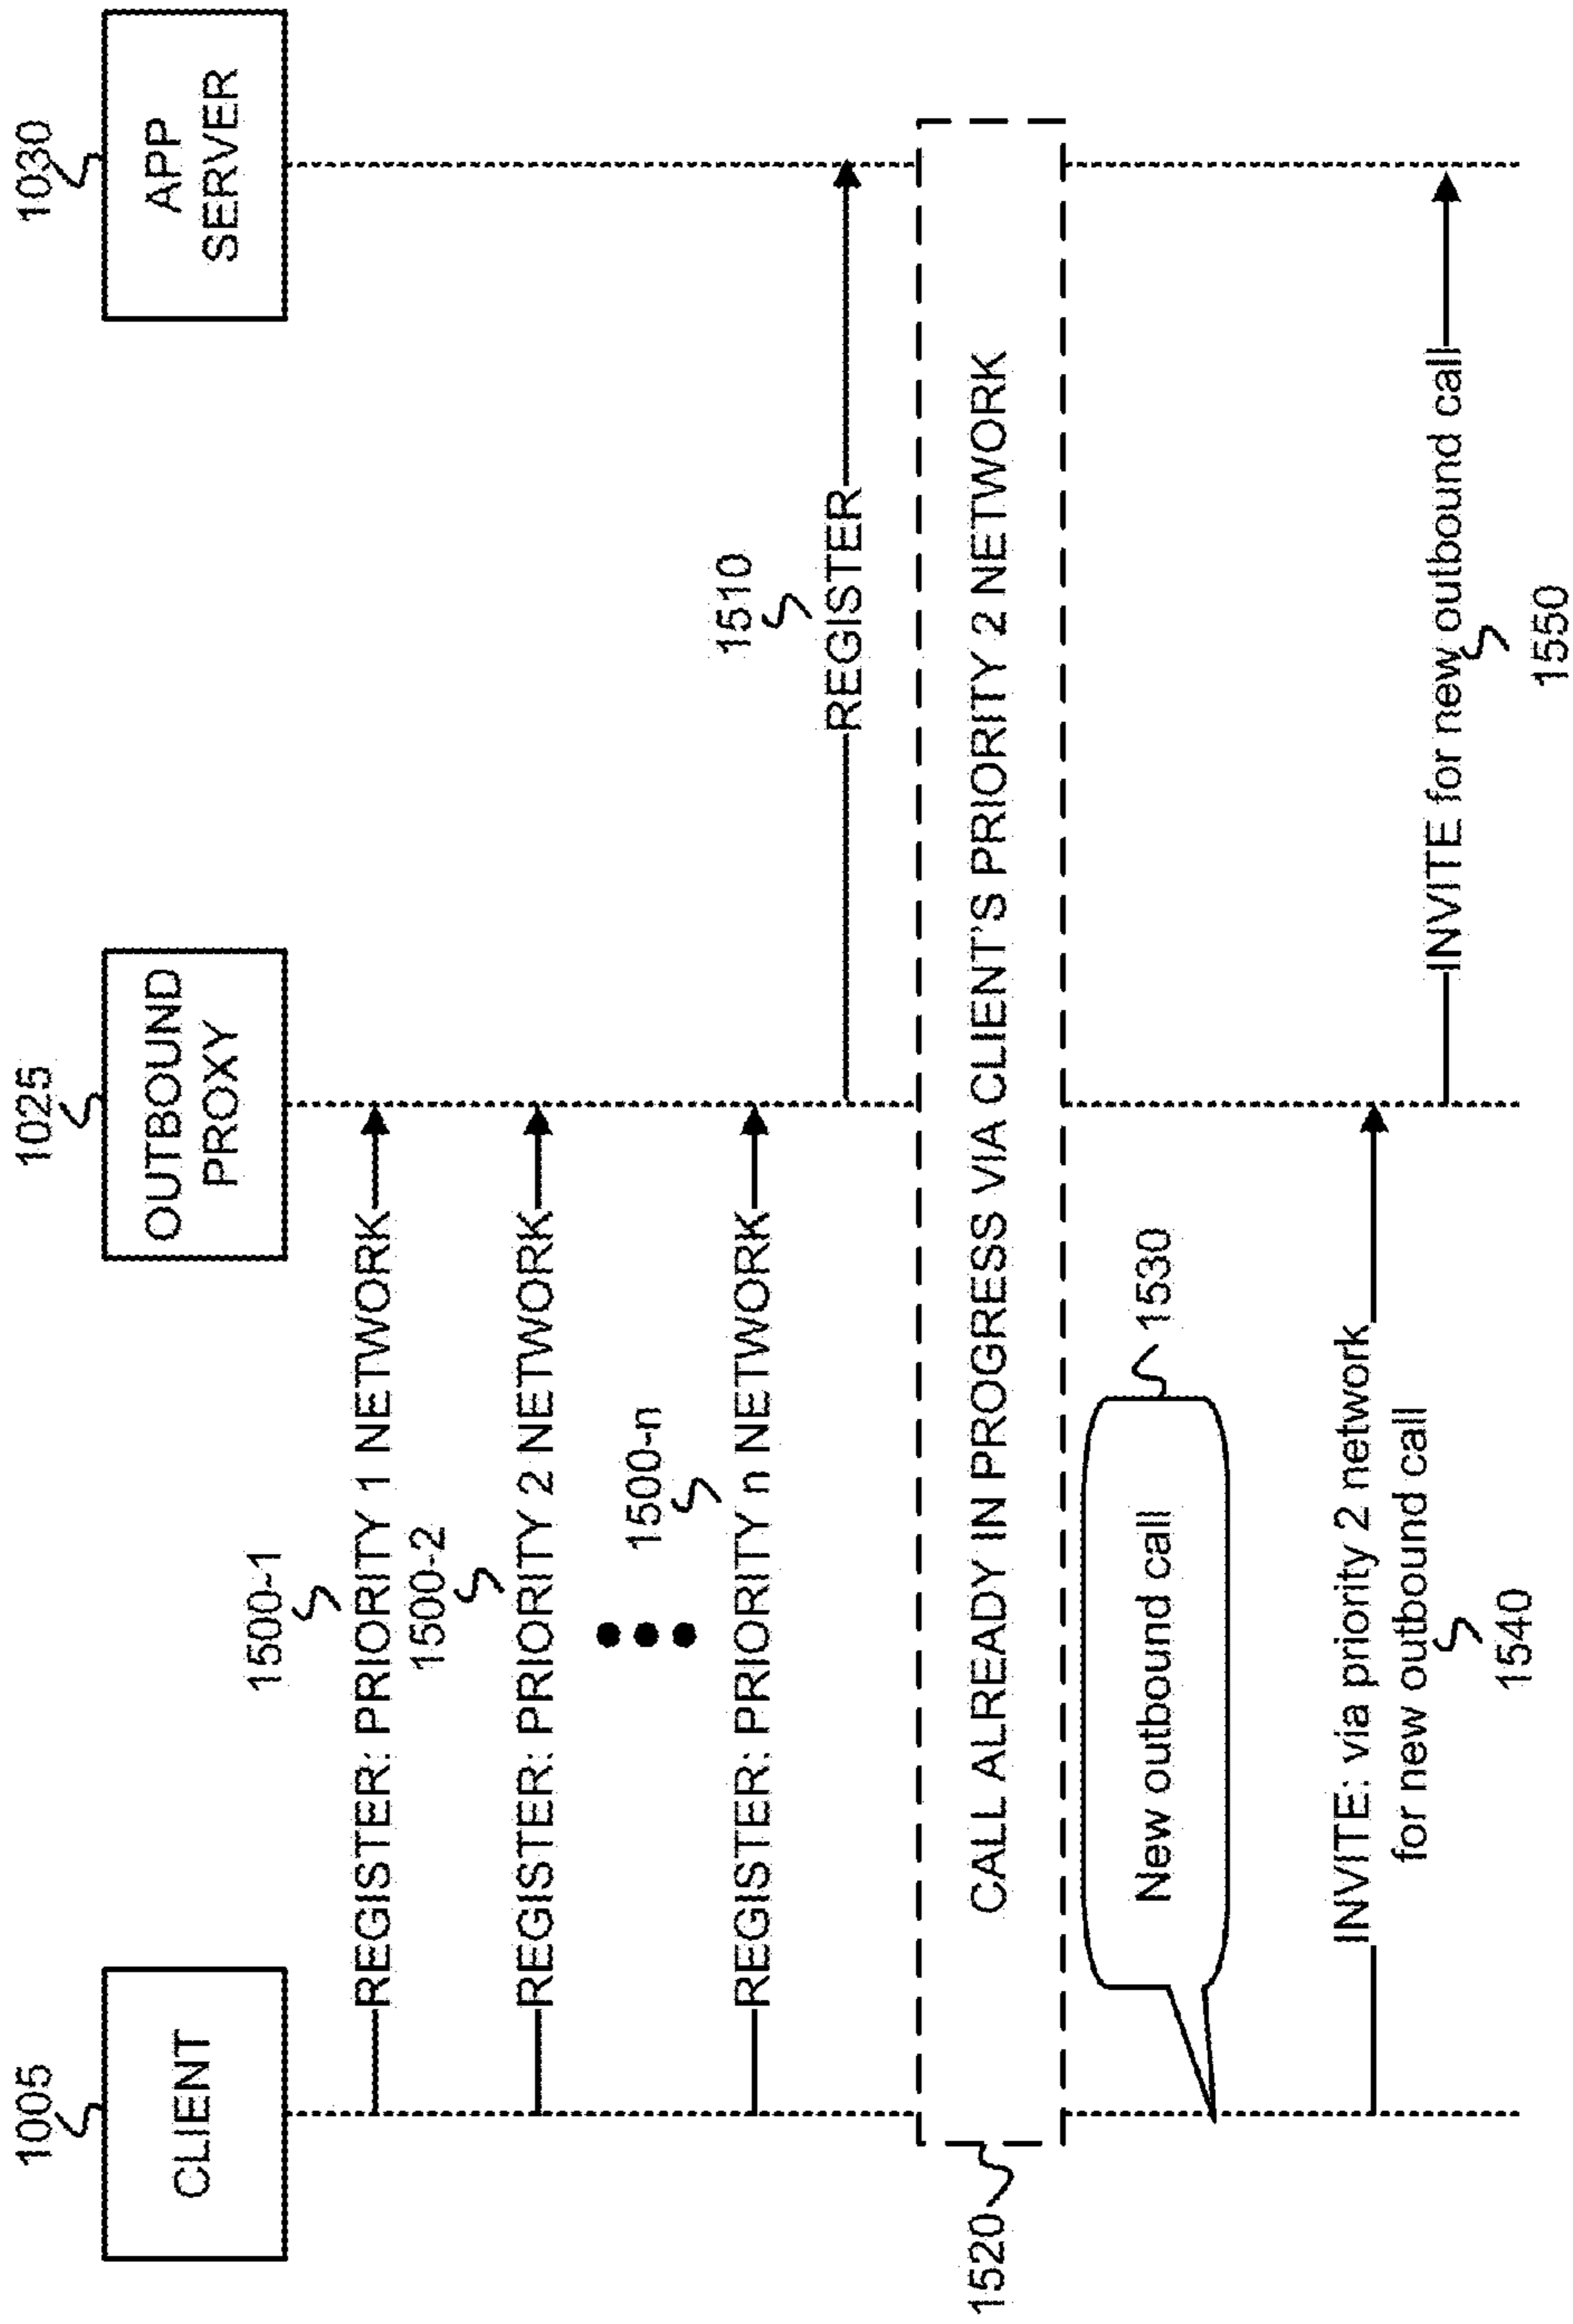 1005
CLIENT
1025
OUTBOUND
PROXY
1030
APP
SERVER
1500-1
REGISTER: PRIORITY 1 NETWORK
1500-2
REGISTER: PRIORITY 2 NETWORK
1500-n
REGISTER: PRIORITY n NETWORK
1510
REGISTER
1520
CALL ALREADY IN PROGRESS VIA CLIENT'S PRIORITY 2 NETWORK
New outbound call
1530
INVITE: via priority 2 network
for new outbound call
1540
INVITE for new outbound call
1550